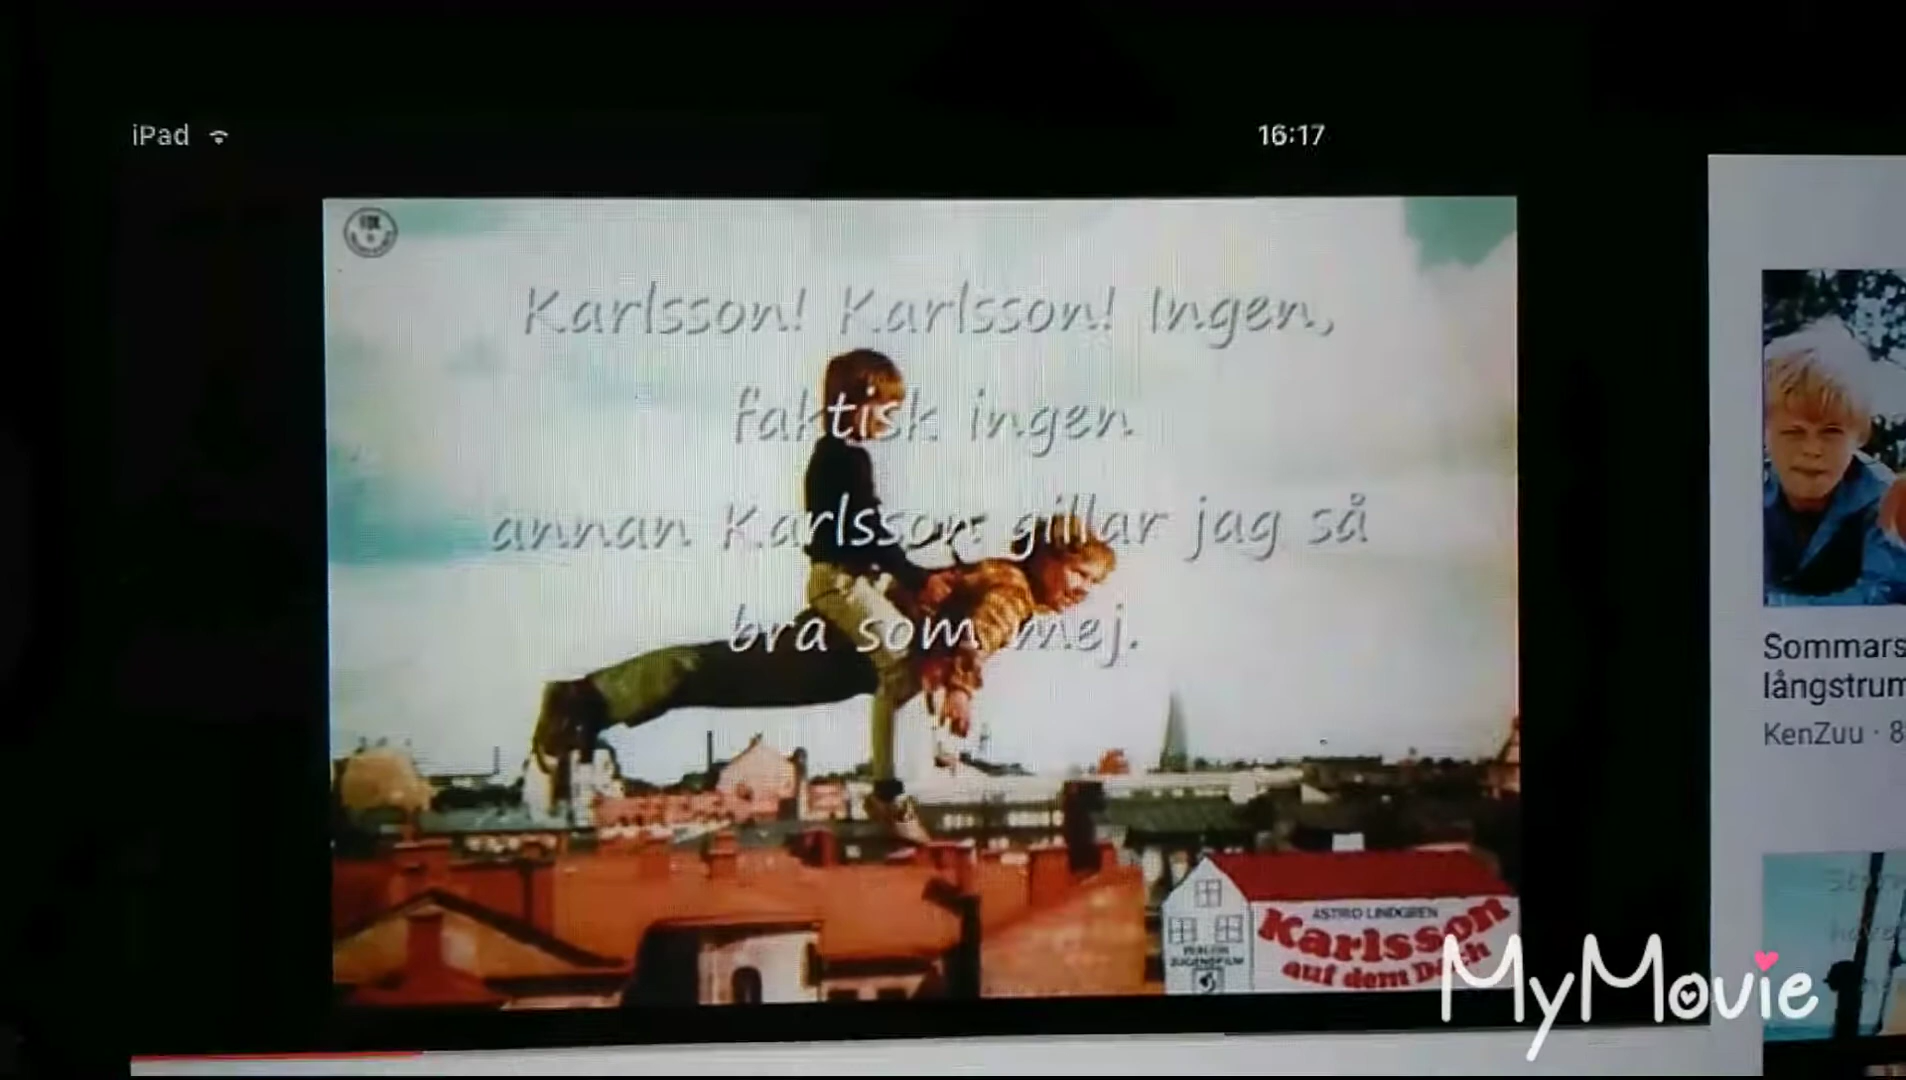 iPad
16:17
Karlsson! Karlsson! Ingen,
faktisk ingen
annan Karlsson gillar jag så
bra som mej.
ASTRID LINDGREN
Karlsson
auf dem Dach
JUGENDFILM
MyMovie
Sommars
långstrum
KenZuu · 8